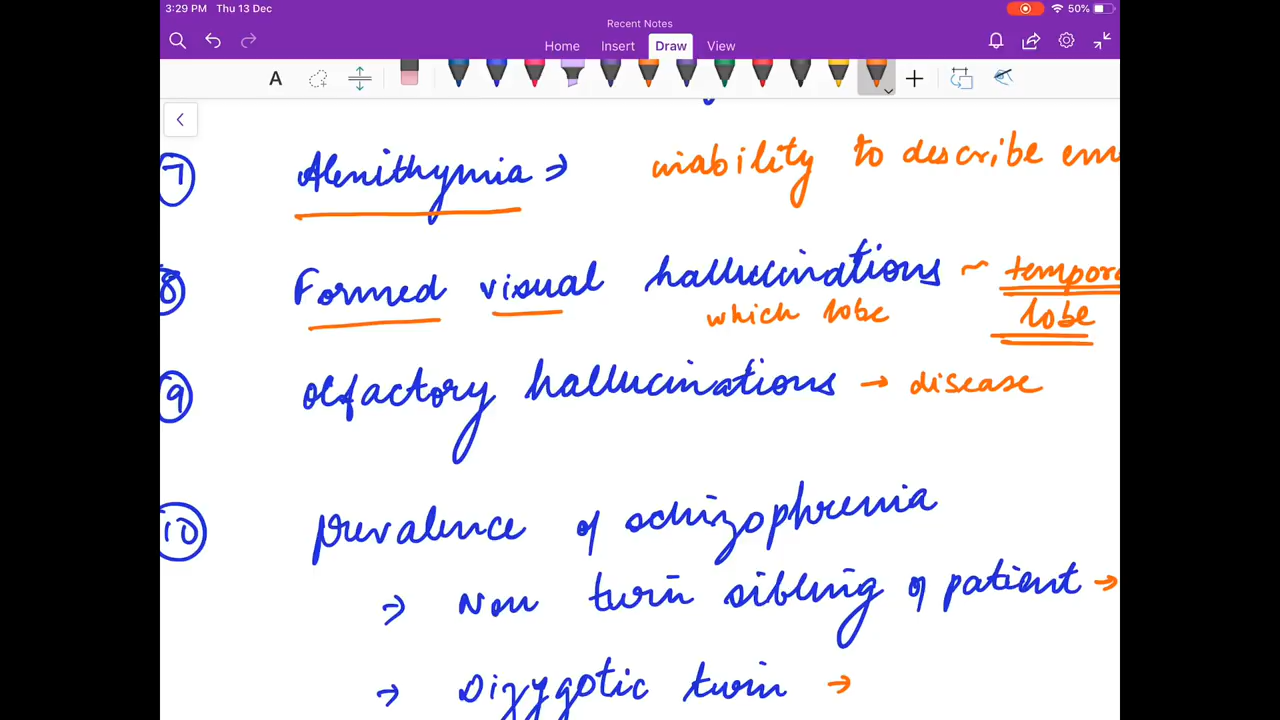 3:29 PM Thu 13 Dec
50%
Recent Notes
Home Insert Draw View
A
7 Alenithymia ⇒ inability to describe em
8 Formed visual hallucinations ~ tempora
which lobe lobe
9 olfactory hallucinations → disease
10 prevalence of schizophrenia
→ Non twin sibling of patient →
→ Dizygotic twin →